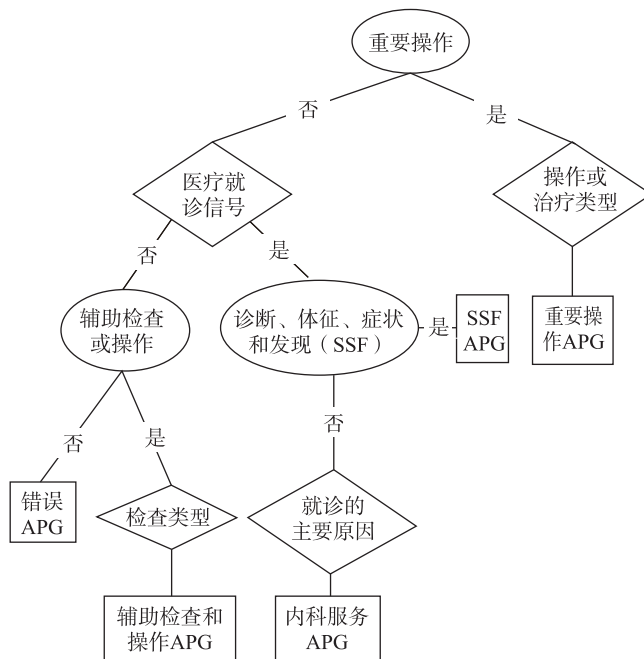 重要操作
否
是
医疗就
诊信号
操作或
治疗类型
否
是
辅助检查
或操作
诊断、体征、症状
和发现（SSF）
是
SSF
APG
重要操
作APG
否
是
否
错误
APG
检查类型
就诊的
主要原因
辅助检查和
操作APG
内科服务
APG